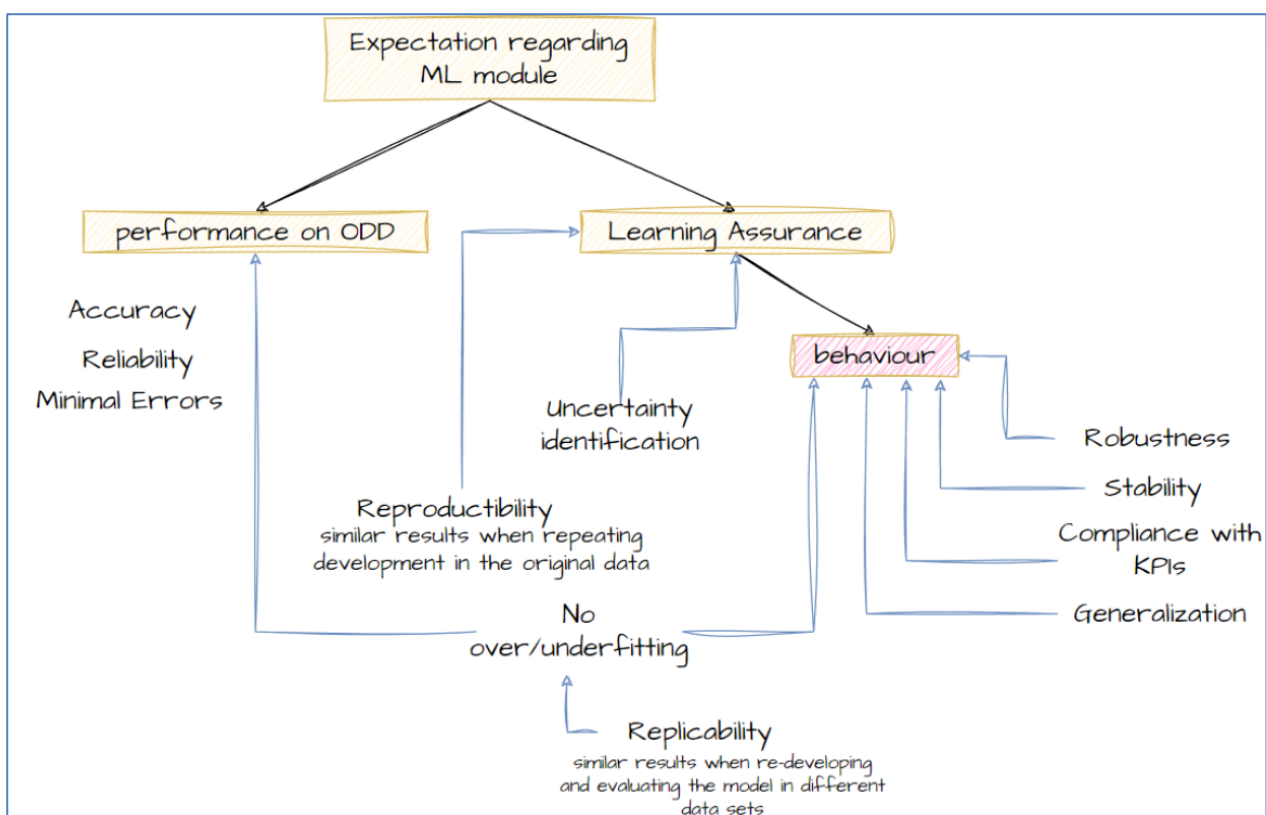 Expectation regarding
ML module
performance on ODD
Learning Assurance
Accuracy
Reliability
Minimal Errors
behaviour
Uncertainty
identification
Robustness
Stability
Reproductibility
similar results when repeating
development in the original data
Compliance with
KPIs
Generalization
No
over/underfitting
Replicability
similar results when re-developing
and evaluating the model in different
data sets